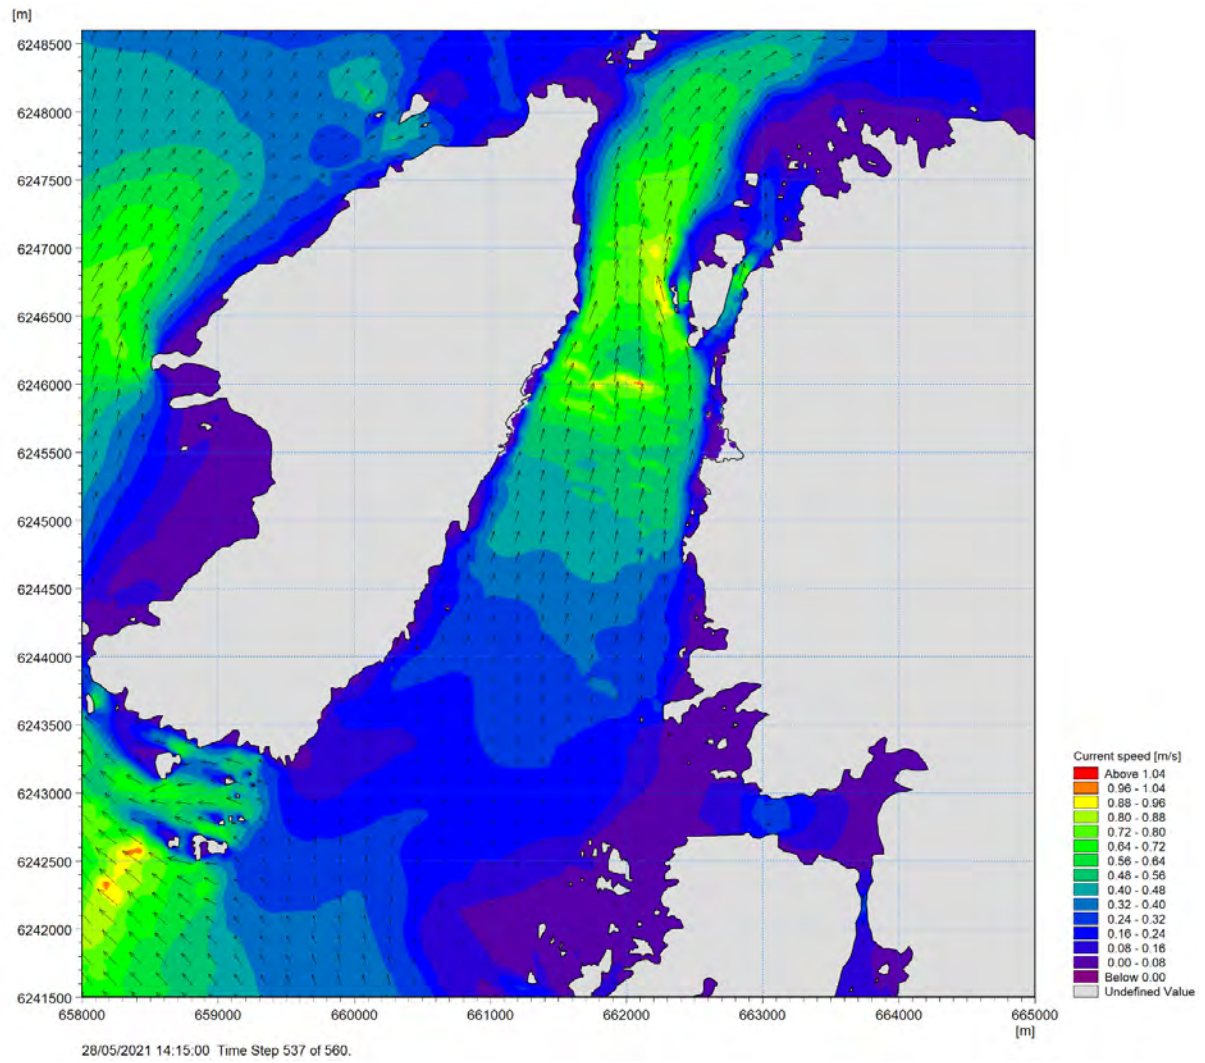 [m]
6248500
6248000
6247500
6247000
6246500
6246000
6245500
6245000
6244500
6244000
6243500
6243000
6242500
6242000
6241500
658000 659000 660000 661000 662000 663000 664000 665000
[m]
Current speed [m/s]
Above 1.04
0.96 - 1.04
0.88 - 0.96
0.80 - 0.88
0.72 - 0.80
0.64 - 0.72
0.56 - 0.64
0.48 - 0.56
0.40 - 0.48
0.32 - 0.40
0.24 - 0.32
0.16 - 0.24
0.08 - 0.16
0.00 - 0.08
Below 0.00
Undefined Value
28/05/2021 14:15:00 Time Step 537 of 560.